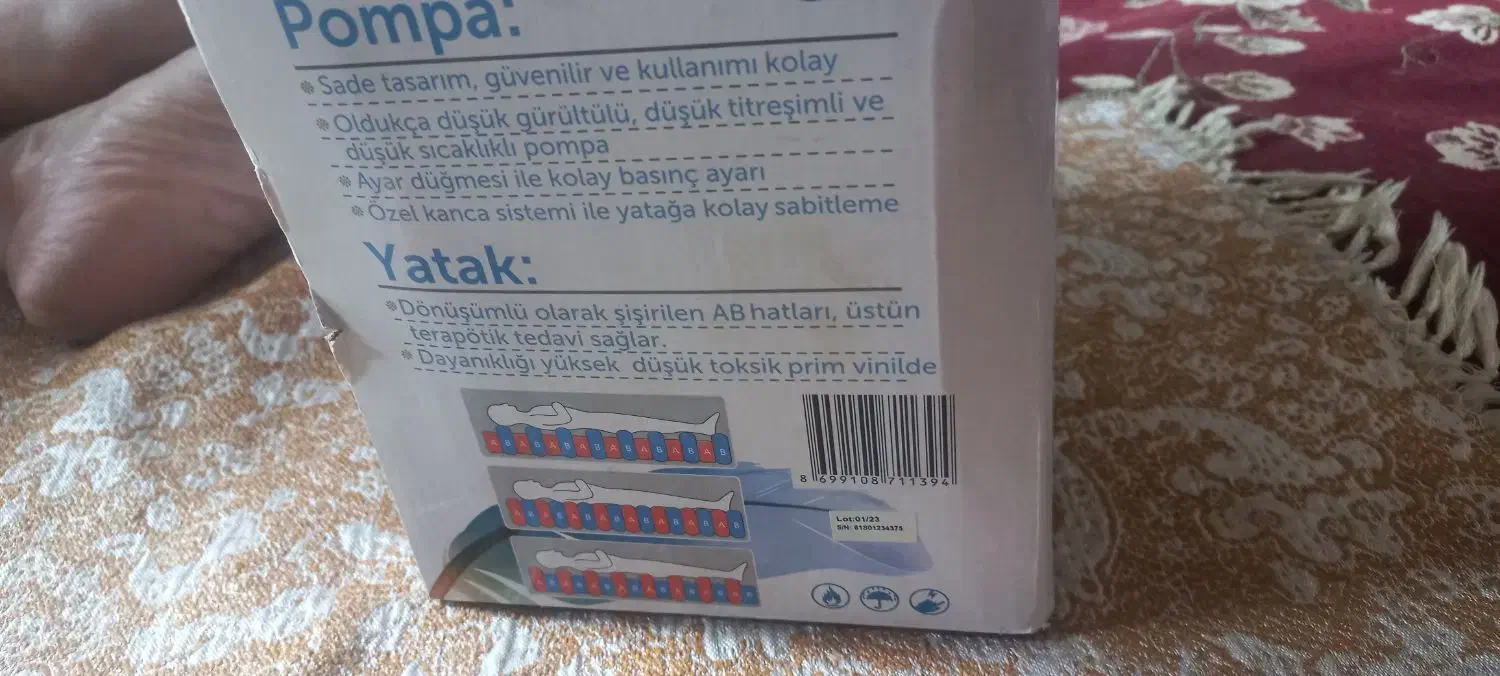 Pompa:
Sade tasarım, güvenilir ve kullanımı kolay
Oldukça düşük gürültülü, düşük titreşimli ve
düşük sıcaklıklı pompa
Ayar düğmesi ile kolay basınç ayarı
Özel kanca sistemi ile yatağa kolay sabitleme
Yatak:
Dönüşümlü olarak şişirilen AB hatları, üstün
terapötik tedavi sağlar.
Dayanıklığı yüksek düşük toksik prim vinilde
A B A B A B A B A B A B A B A B
8 699108 711394
A B A B A B A B A B A B A B A B
Lot:01/23
S/N: 61801234375
A B A B A B A B A B A B A B A B